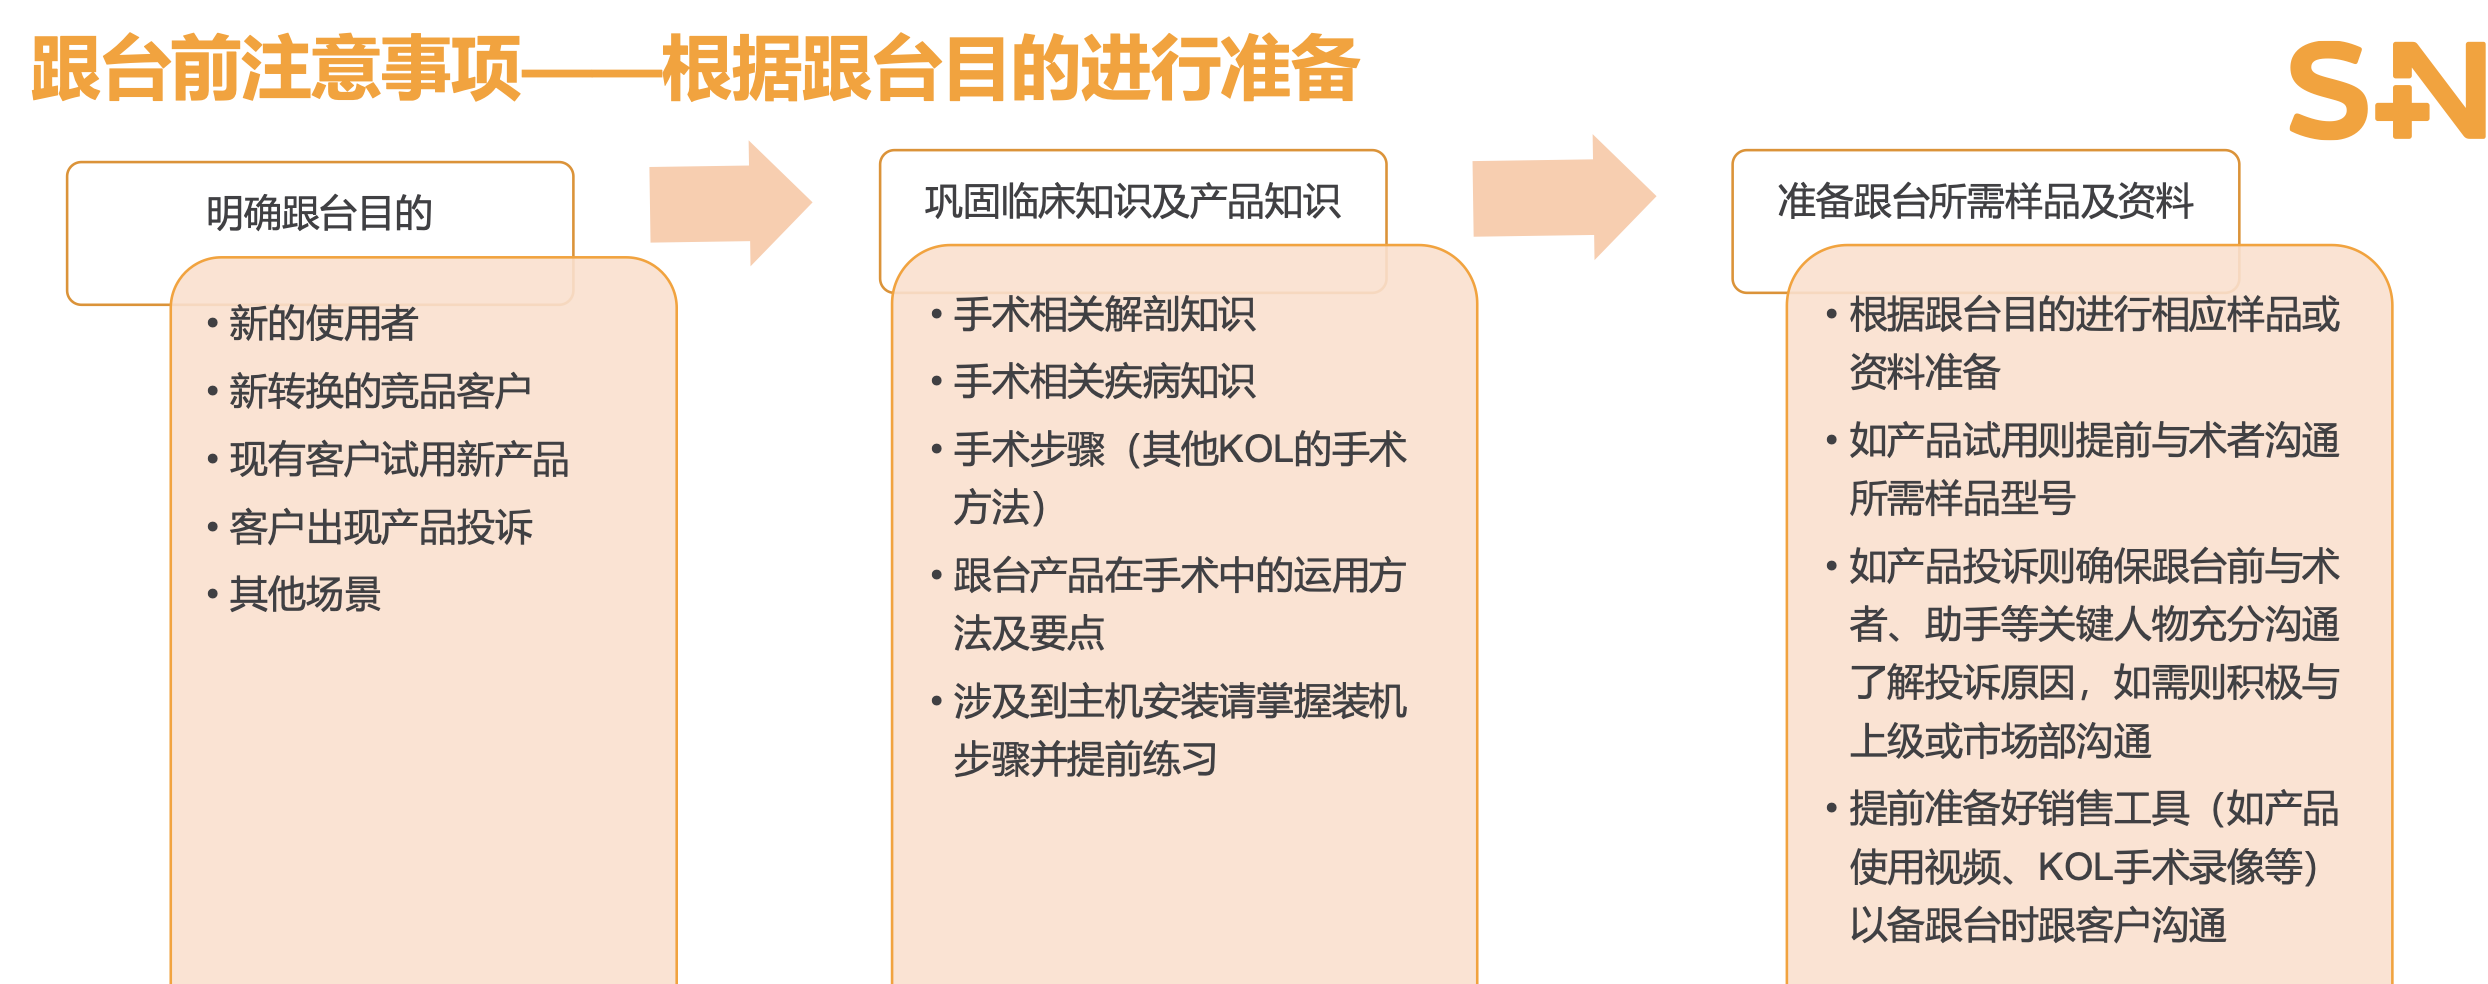 跟台前注意事项——根据跟台目的进行准备
S+N
明确跟台目的
• 新的使用者
• 新转换的竞品客户
• 现有客户试用新产品
• 客户出现产品投诉
• 其他场景
巩固临床知识及产品知识
• 手术相关解剖知识
• 手术相关疾病知识
• 手术步骤（其他KOL的手术
方法）
• 跟台产品在手术中的运用方
法及要点
• 涉及到主机安装请掌握装机
步骤并提前练习
准备跟台所需样品及资料
• 根据跟台目的进行相应样品或
资料准备
• 如产品试用则提前与术者沟通
所需样品型号
• 如产品投诉则确保跟台前与术
者、助手等关键人物充分沟通
了解投诉原因，如需则积极与
上级或市场部沟通
• 提前准备好销售工具（如产品
使用视频、KOL手术录像等）
以备跟台时跟客户沟通